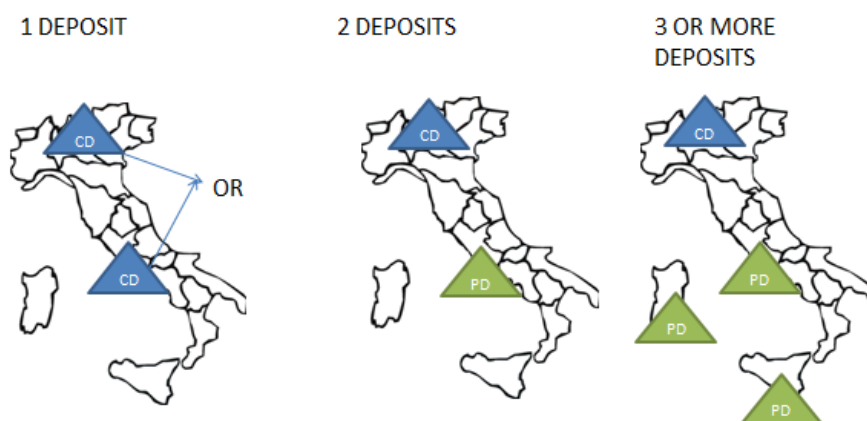 1 DEPOSIT
2 DEPOSITS
3 OR MORE
DEPOSITS
CD
OR
CD
CD
PD
CD
PD
PD
PD